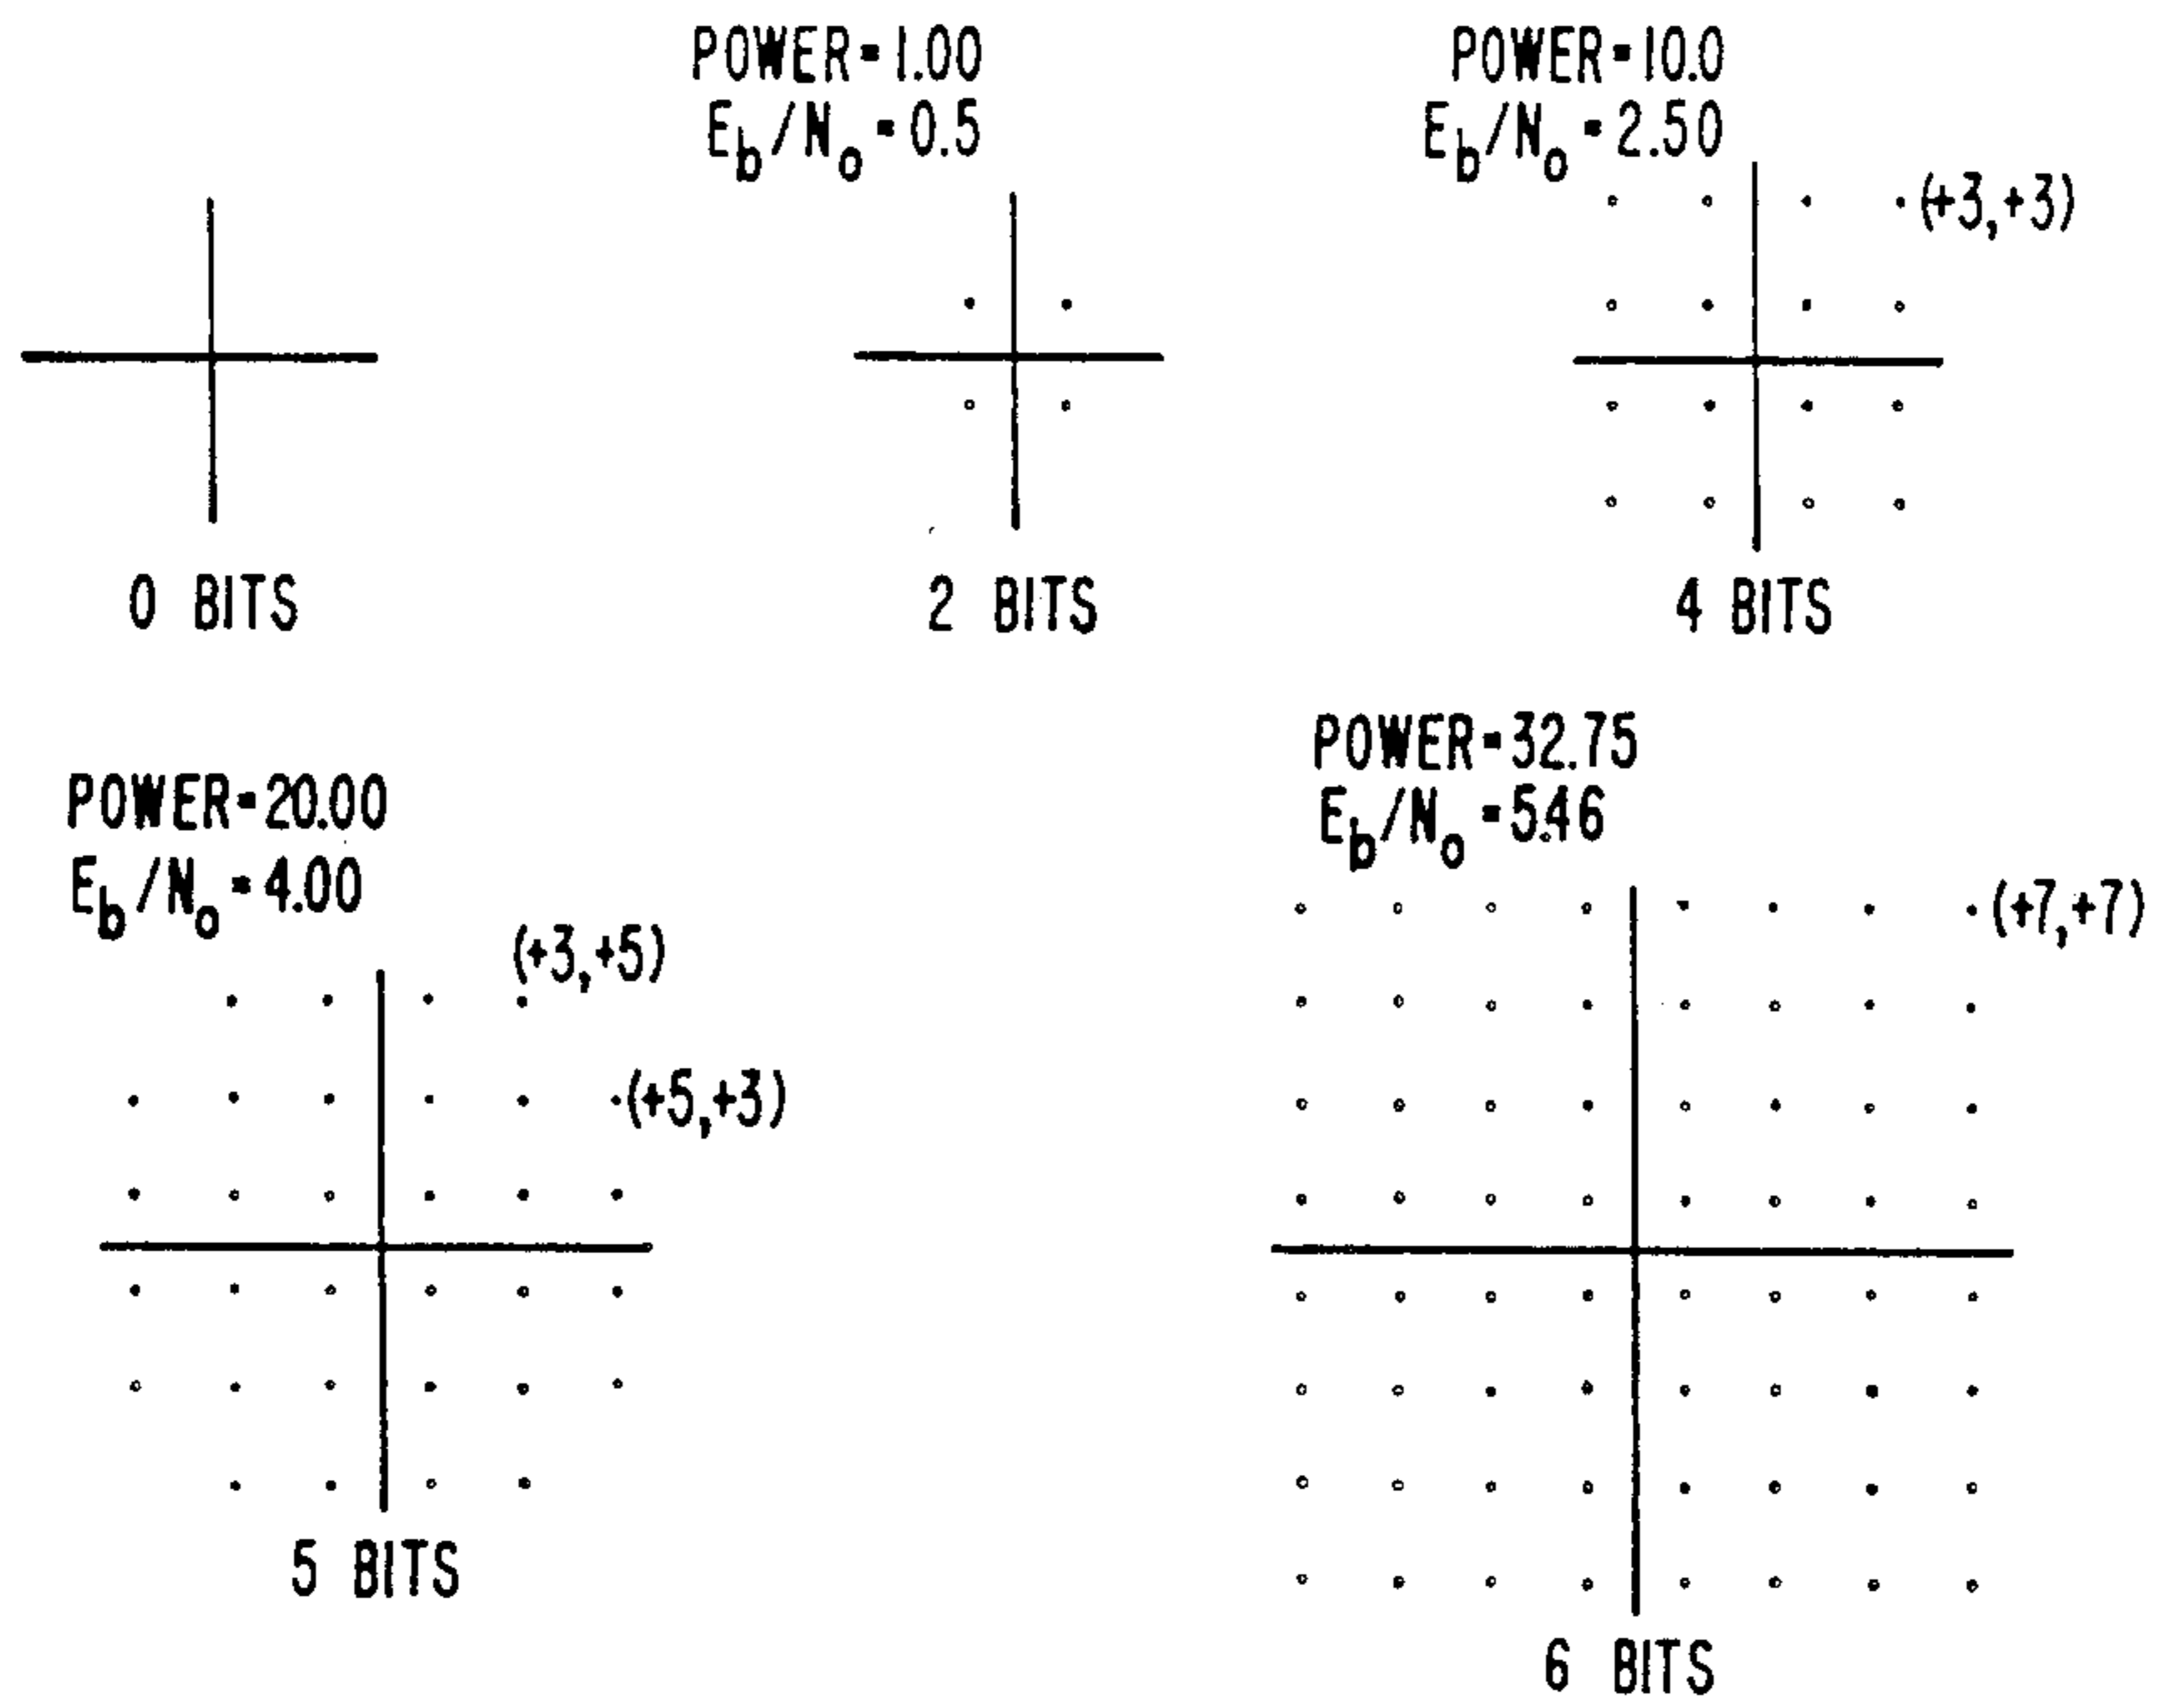 POWER=1.00
Eb/No=0.5
POWER=10.0
Eb/No=2.50
(+3,+3)
0 BITS
2 BITS
4 BITS
POWER=20.00
Eb/No=4.00
(+3,+5)
(+5,+3)
5 BITS
POWER=32.75
Eb/No=5.46
(+7,+7)
6 BITS